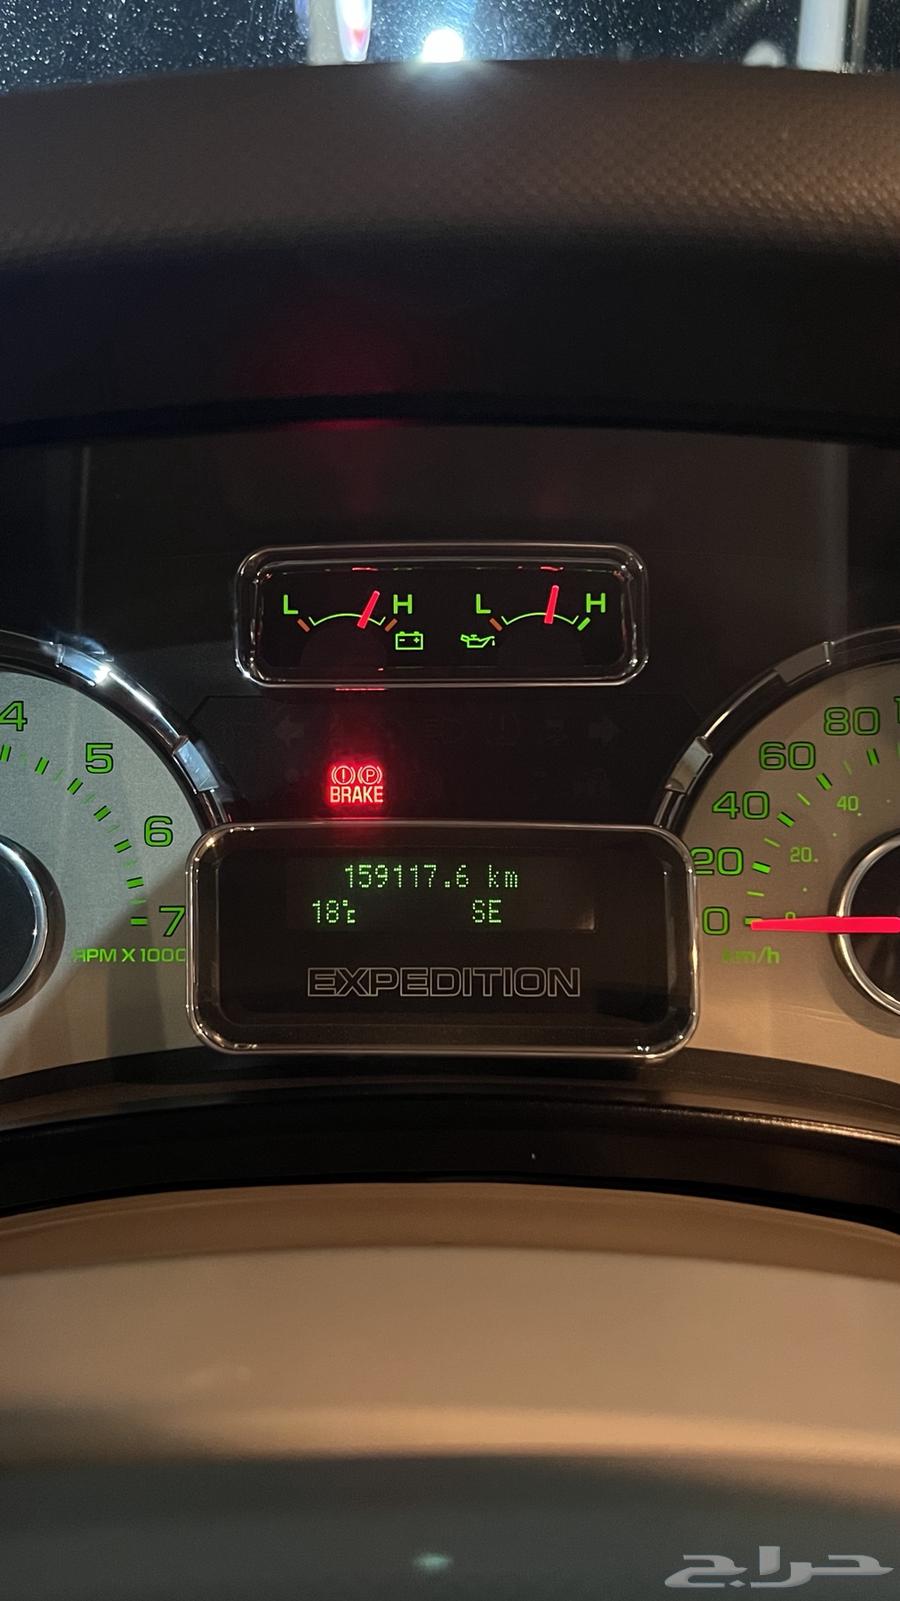 L H L H
4
5
6
7
RPM X 1000
BRAKE
159117.6 km
18°C SE
EXPEDITION
80
60
40
40
20
20
0
0
km/h
حراج